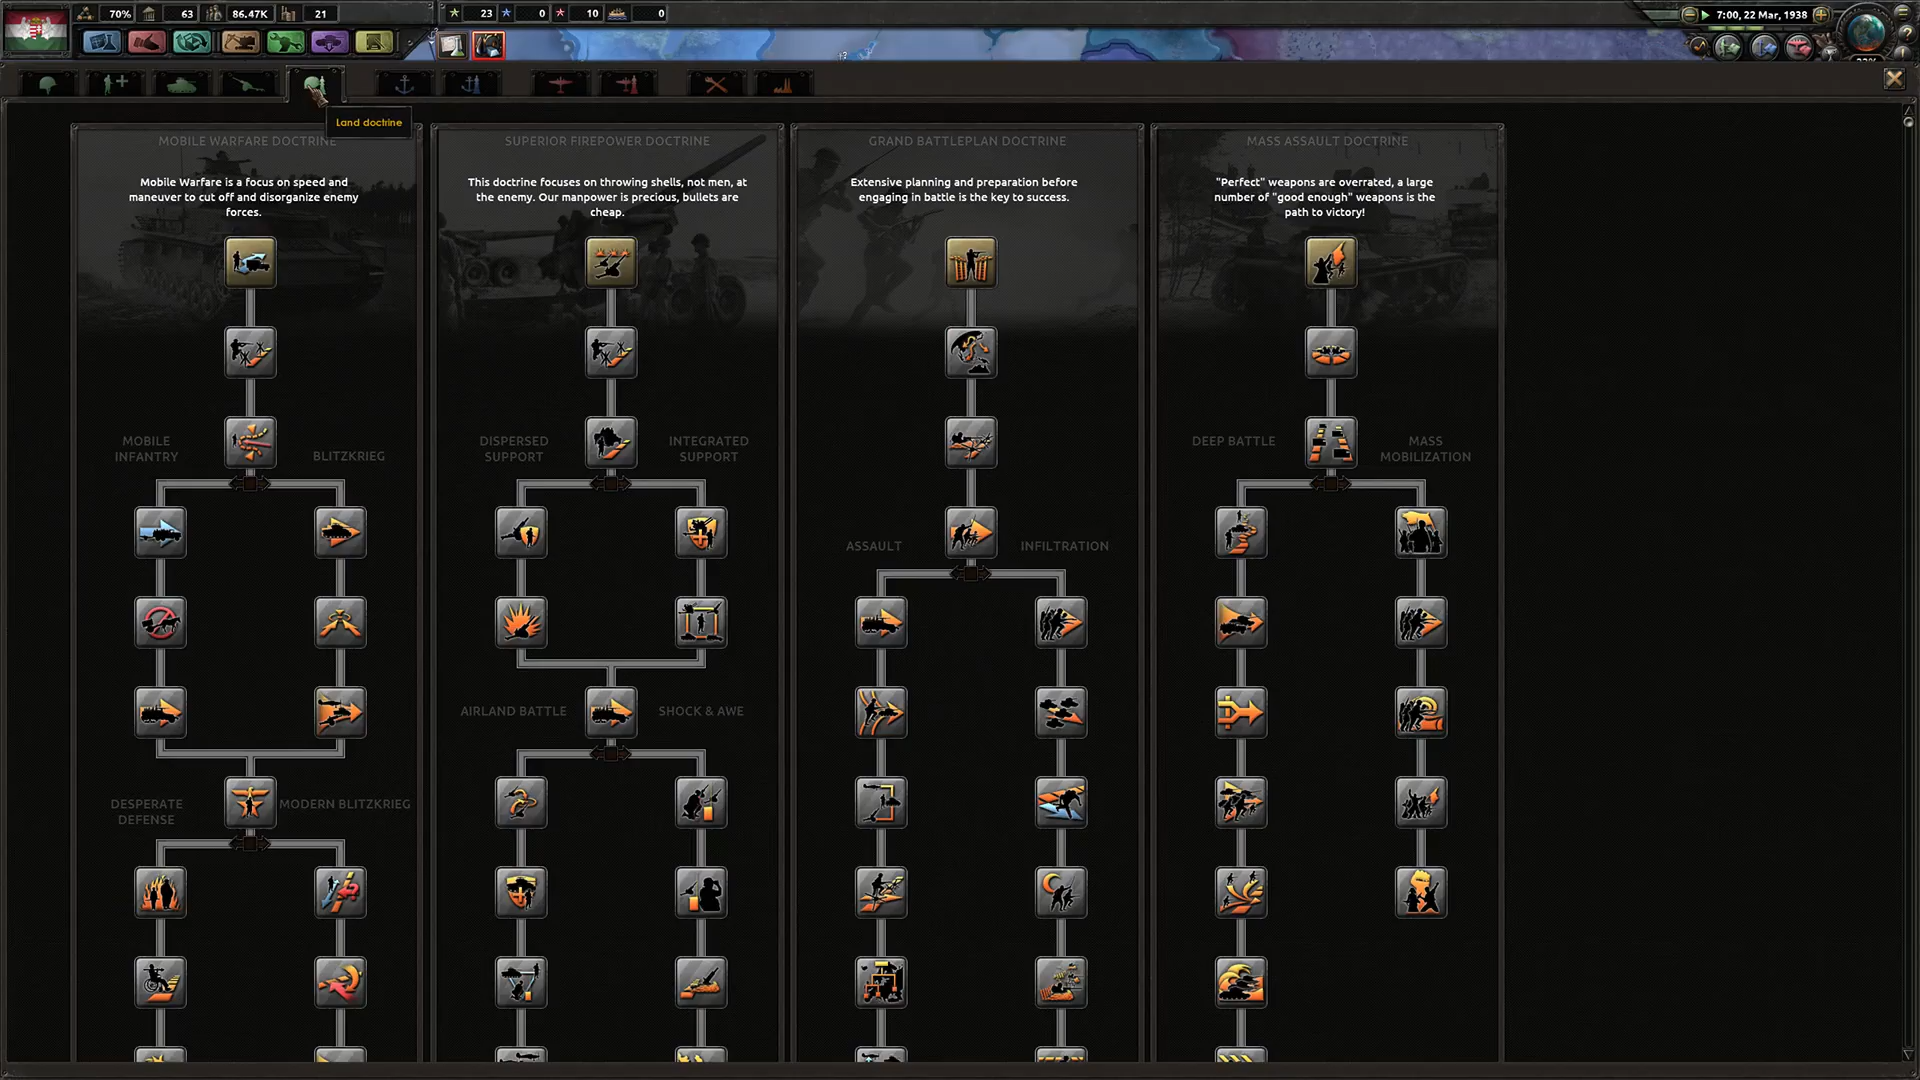 70%
63
86.47K
21
23
0
10
0
7:00, 22 Mar, 1938
Land doctrine
MOBILE WARFARE DOCTRINE
Mobile Warfare is a focus on speed and
maneuver to cut off and disorganize enemy
forces.
MOBILE
INFANTRY
BLITZKRIEG
DESPERATE
DEFENSE
MODERN BLITZKRIEG
SUPERIOR FIREPOWER DOCTRINE
This doctrine focuses on throwing shells, not men, at
the enemy. Our manpower is precious, bullets are
cheap.
DISPERSED
SUPPORT
INTEGRATED
SUPPORT
AIRLAND BATTLE
SHOCK & AWE
GRAND BATTLEPLAN DOCTRINE
Extensive planning and preparation before
engaging in battle is the key to success.
ASSAULT
INFILTRATION
MASS ASSAULT DOCTRINE
"Perfect" weapons are overrated, a large
number of "good enough" weapons is the
path to victory!
DEEP BATTLE
MASS
MOBILIZATION